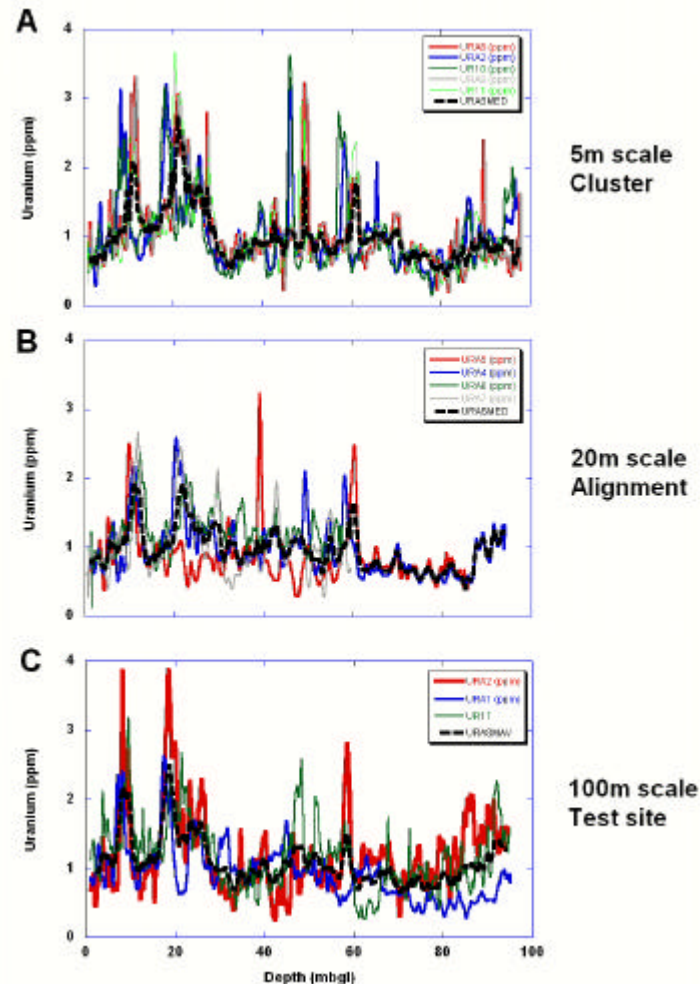 A
4
3
2
1
0
Uranium (ppm)
(ppm)
URA2 (ppm)
UR10 (ppm)
(ppm)
(ppm)
URASMED
5m scale
Cluster
B
4
3
2
1
0
Uranium (ppm)
(ppm)
URA4 (ppm)
URA6 (ppm)
URA7 (ppm)
URASMED
20m scale
Alignment
C
4
3
2
1
0
Uranium (ppm)
URA2 (ppm)
URA1 (ppm)
UR11
URASMAV
100m scale
Test site
0 20 40 60 80 100
Depth (mbgl)